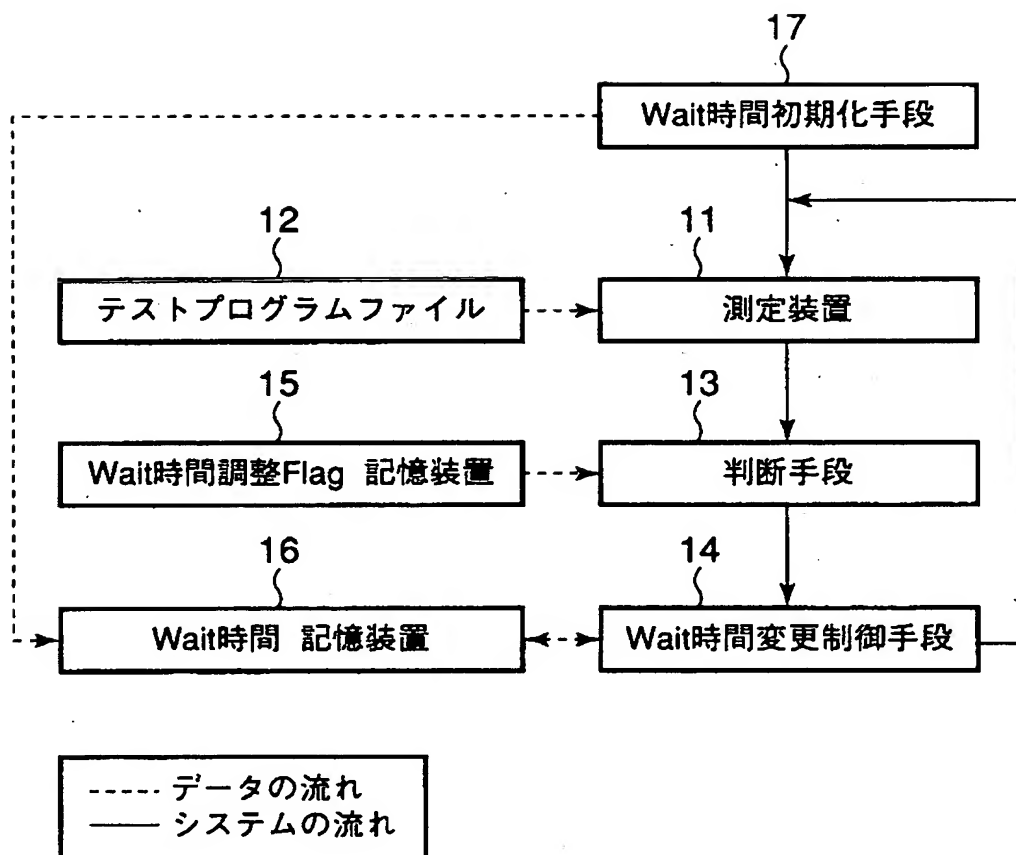 17
Wait時間初期化手段
12
テストプログラムファイル
11
測定装置
15
Wait時間調整Flag 記憶装置
13
判断手段
16
Wait時間 記憶装置
14
Wait時間変更制御手段
データの流れ
システムの流れ